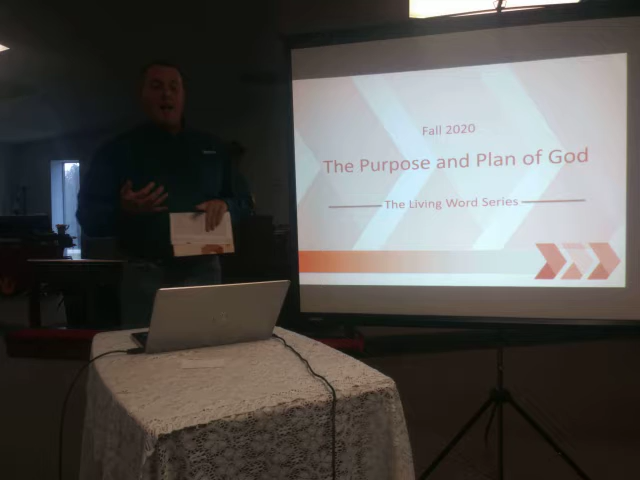 Fall 2020
The Purpose and Plan of God
The Living Word Series